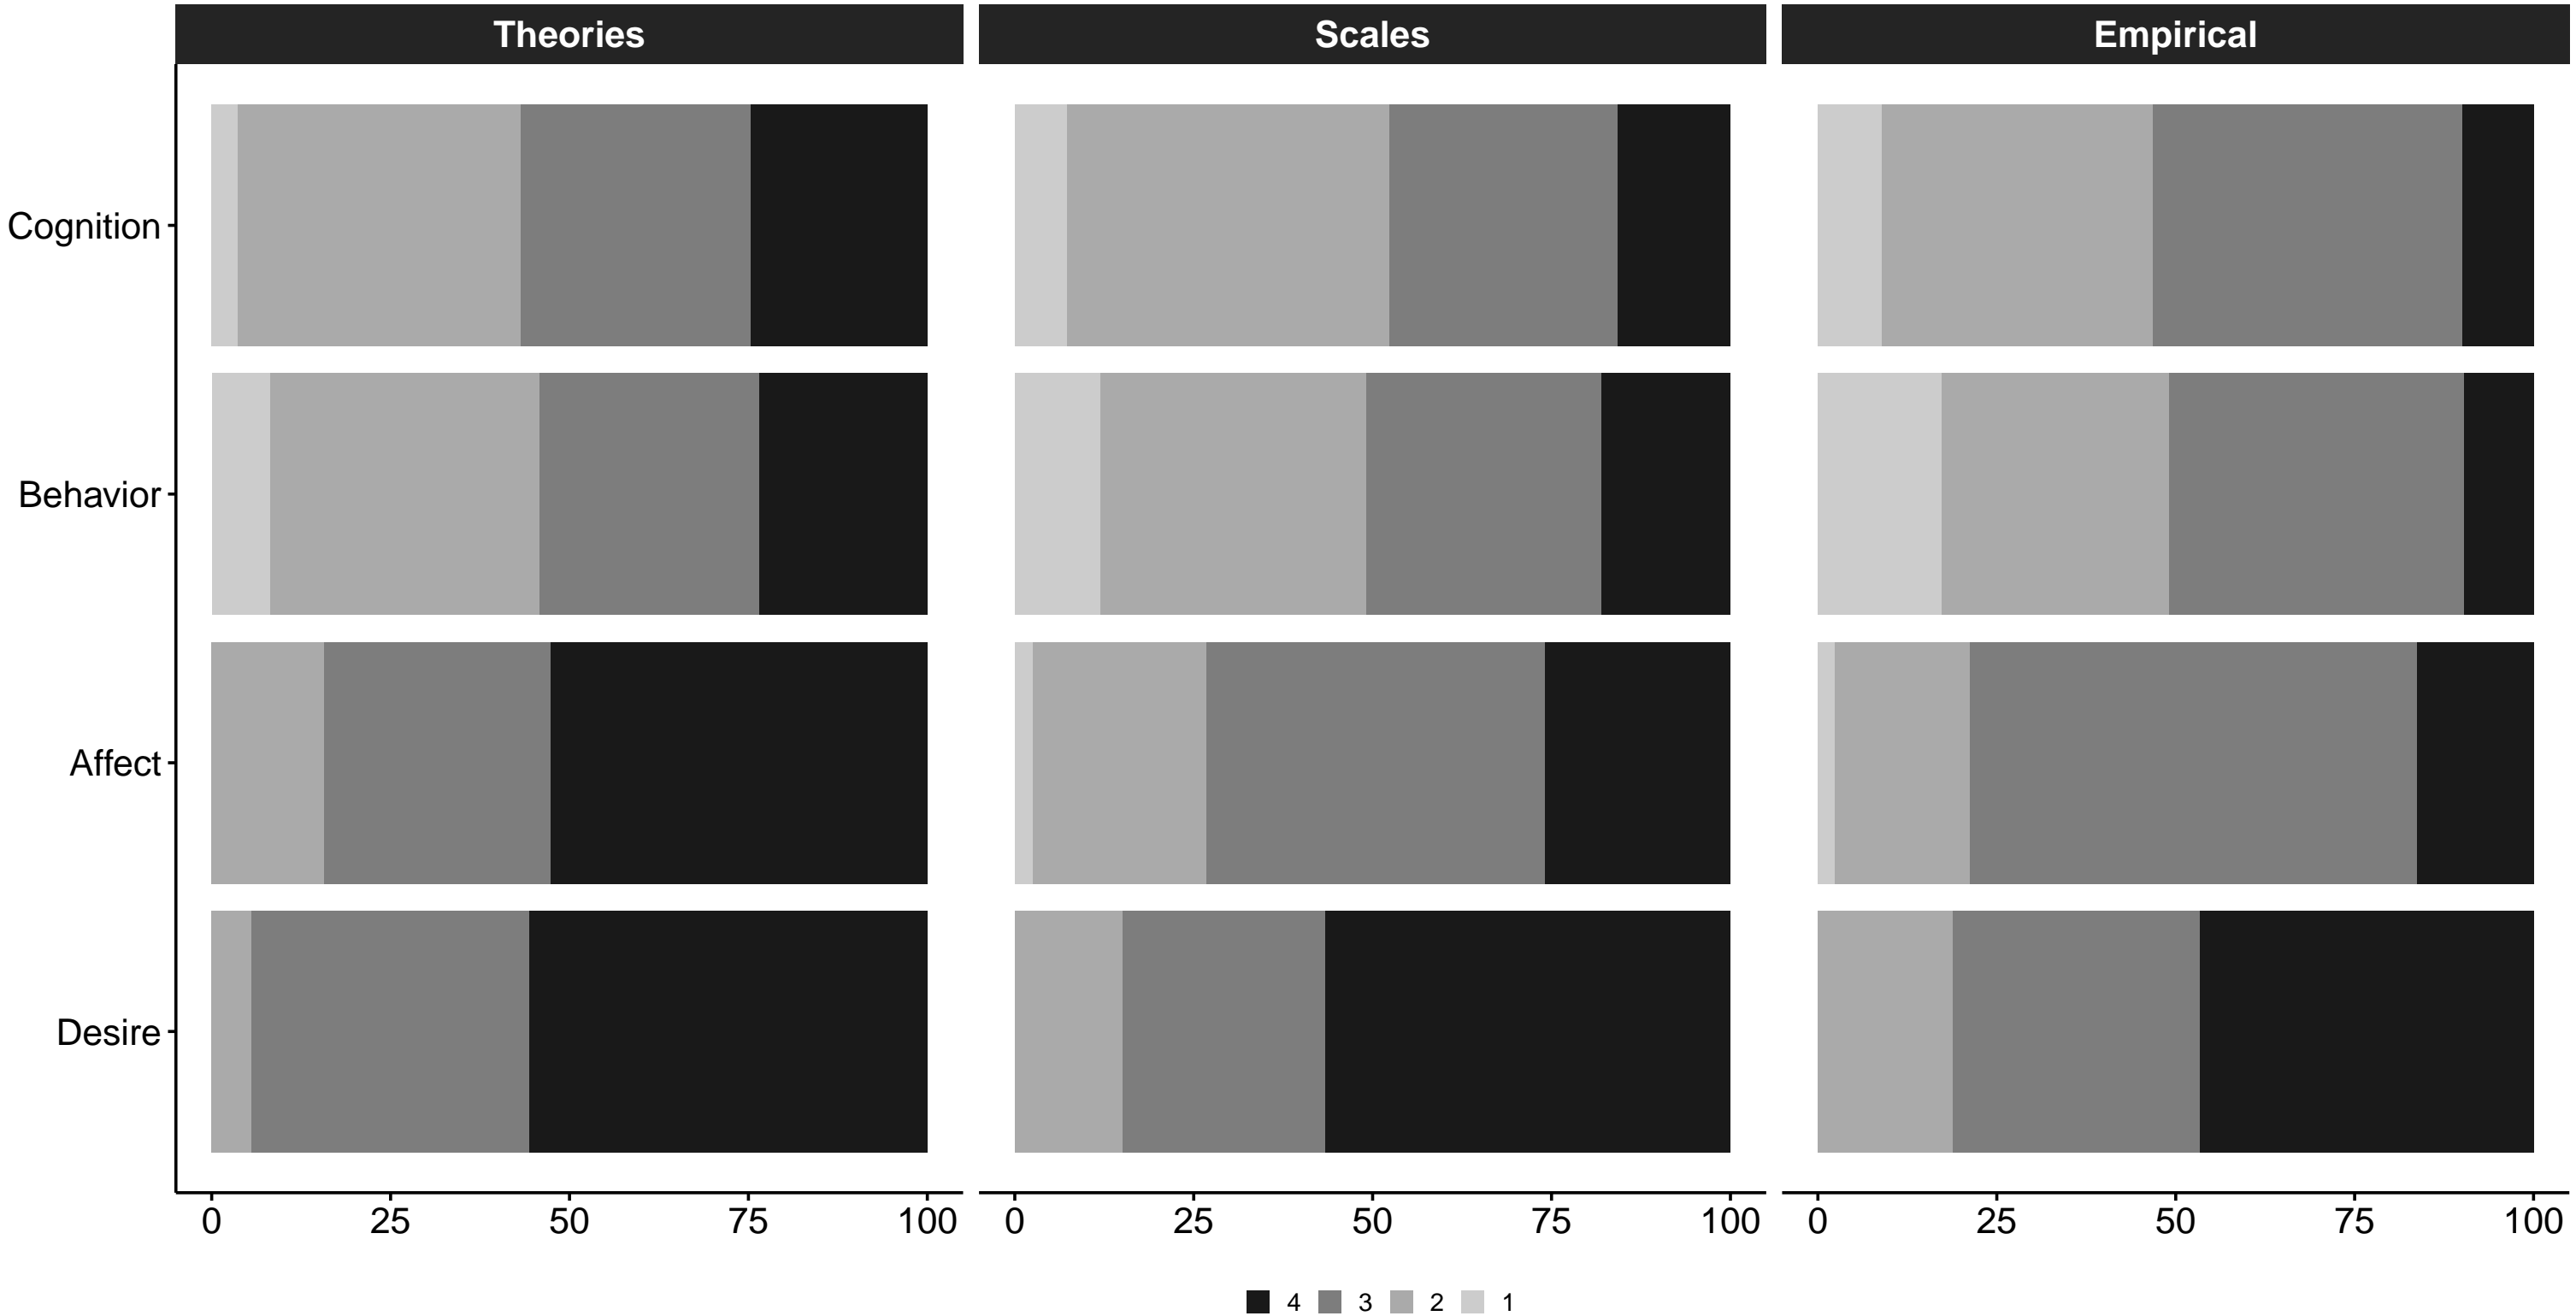 Theories Scales Empirical
Cognition
Behavior
Affect
Desire
0 25 50 75 100 0 25 50 75 100 0 25 50 75 100
4 3 2 1